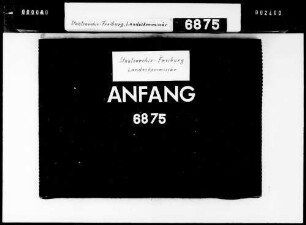 Staatsarchiv Freiburg, Landeskommissär
6875
Staatsarchiv Freiburg
Landeskommissär
ANFANG
6875